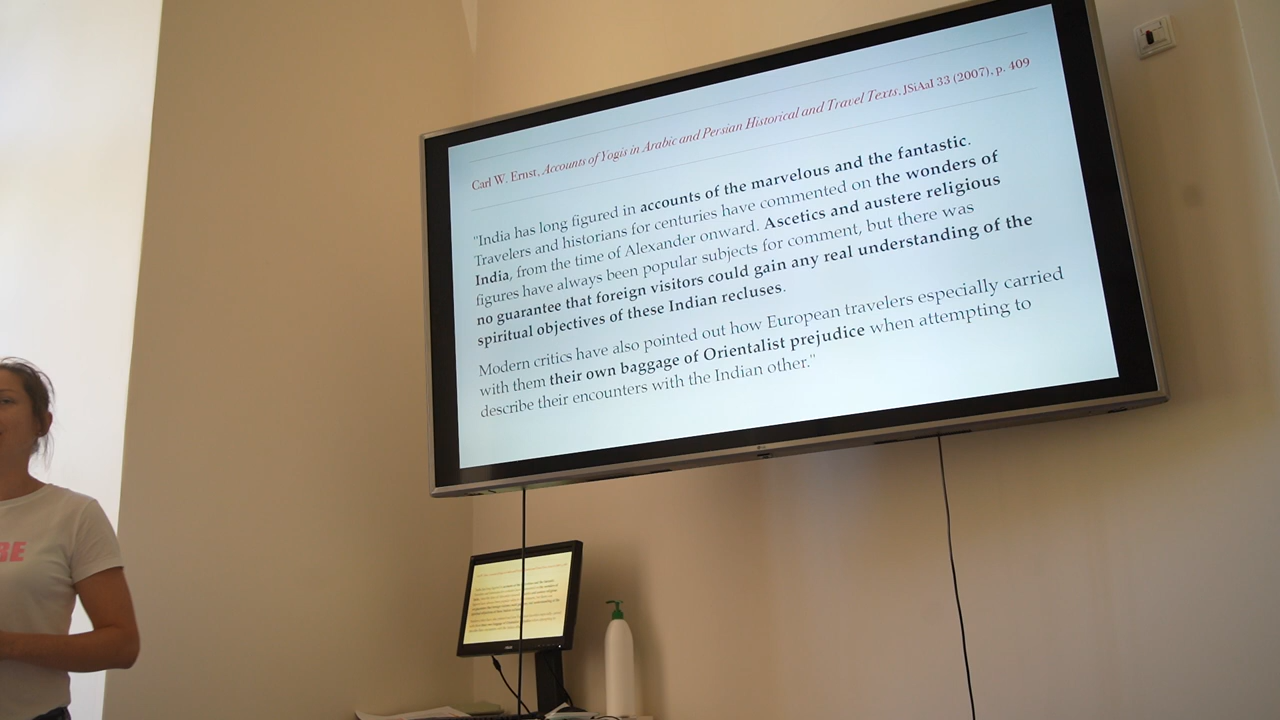 Carl W. Ernst, Accounts of Yogis in Arabic and Persian Historical and Travel Texts, JSiAaI 33 (2007), p. 409
"India has long figured in accounts of the marvelous and the fantastic.
Travelers and historians for centuries have commented on the wonders of
India, from the time of Alexander onward. Ascetics and austere religious
figures have always been popular subjects for comment, but there was
no guarantee that foreign visitors could gain any real understanding of the
spiritual objectives of these Indian recluses.
Modern critics have also pointed out how European travelers especially carried
with them their own baggage of Orientalist prejudice when attempting to
describe their encounters with the Indian other."
BE